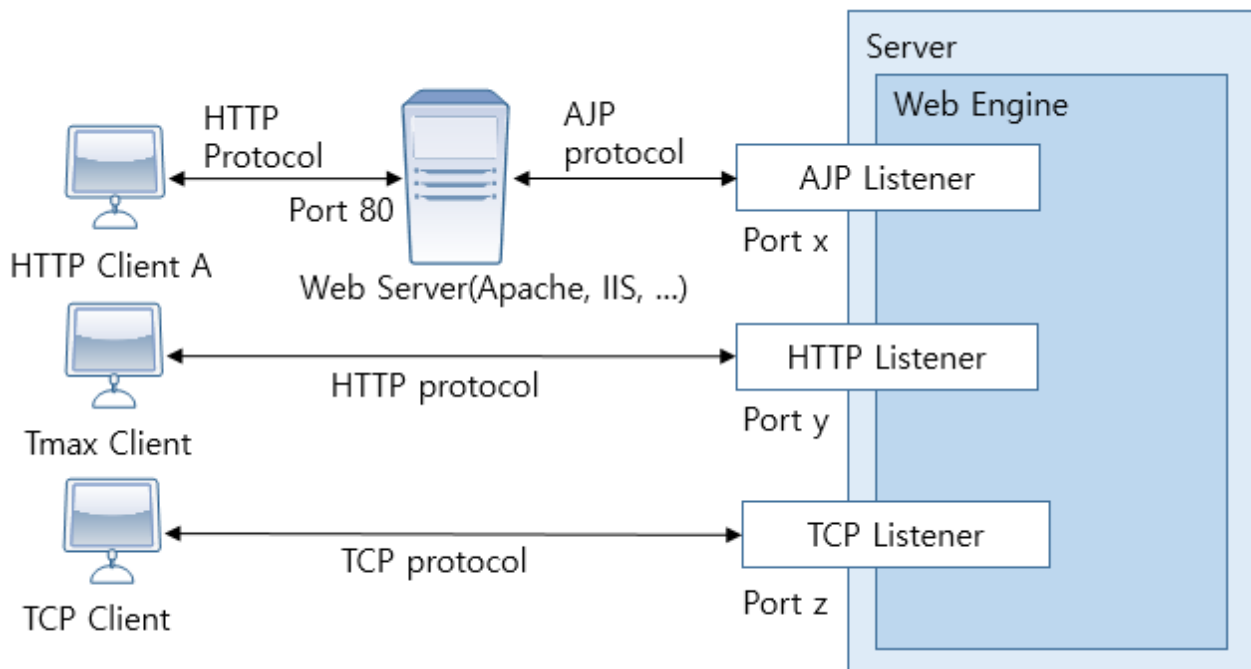 Server
Web Engine
HTTP
Protocol
AJP
protocol
AJP Listener
Port 80
Port x
HTTP Client A
Web Server(Apache, IIS, ...)
HTTP Listener
HTTP protocol
Port y
Tmax Client
TCP Listener
TCP protocol
Port z
TCP Client